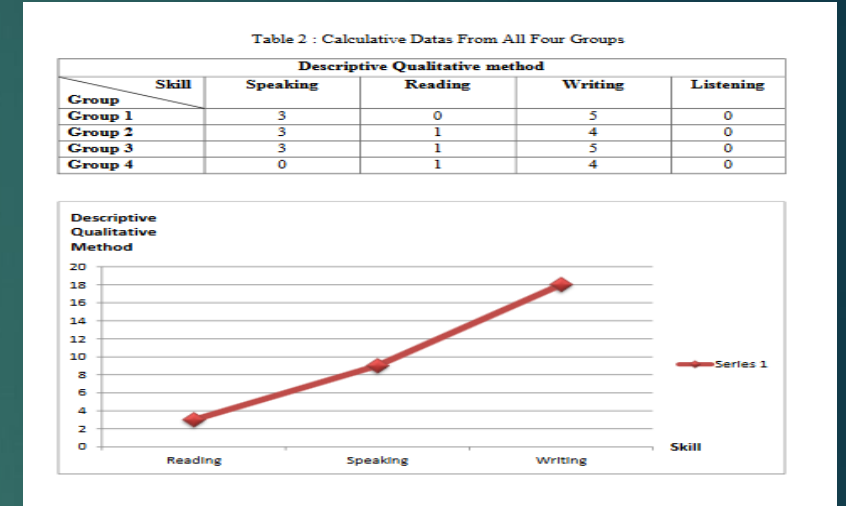 Table 2 : Calculative Datas From All Four Groups
Descriptive Qualitative method
Skill
Group
Speaking Reading Writing Listening
Group 1 3 0 5 0
Group 2 3 1 4 0
Group 3 3 1 5 0
Group 4 0 1 4 0
Descriptive
Qualitative
Method
20
18
16
14
12
10
8
6
4
2
0
Series 1
Skill
Reading Speaking Writing